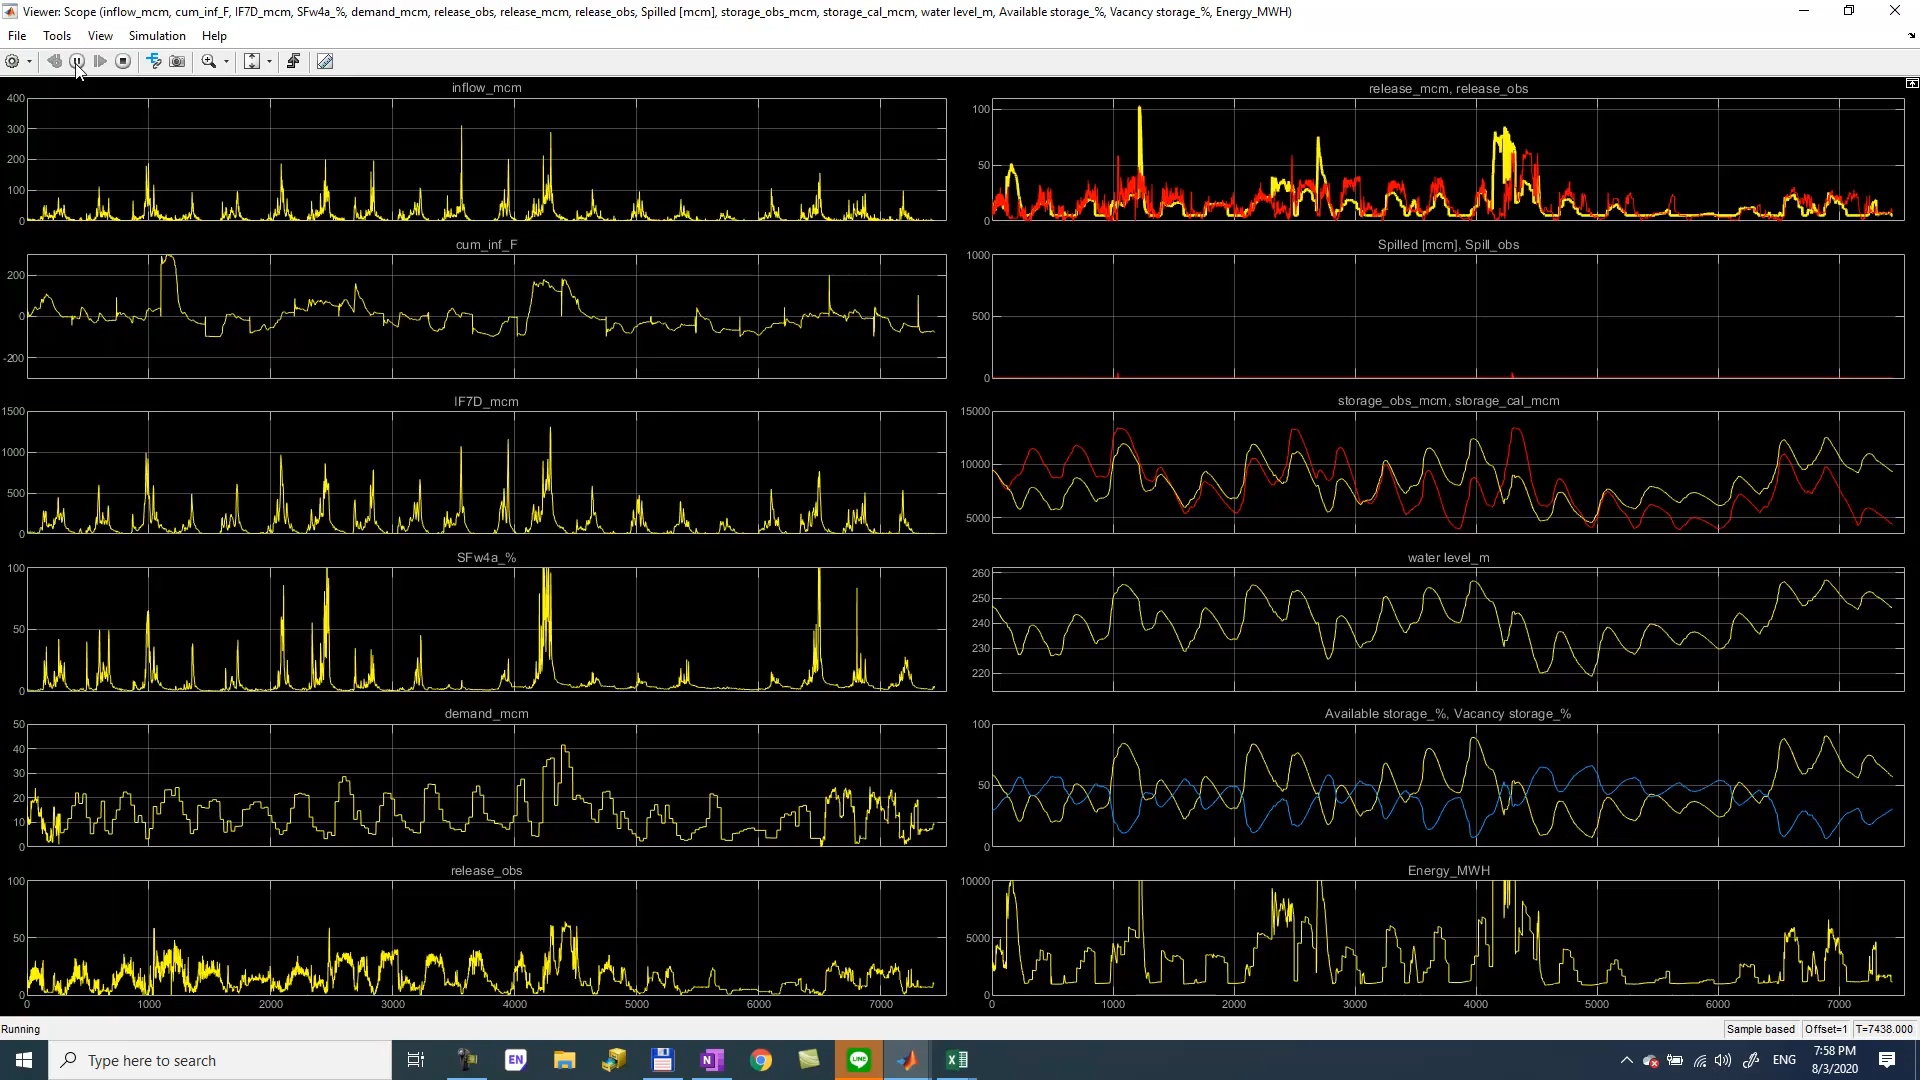 Viewer: Scope (inflow_mcm, cum_inf_F, IF7D_mcm, SFw4a_%, demand_mcm, release_obs, release_mcm, release_obs, Spilled [mcm], storage_obs_mcm, storage_cal_mcm, water level_m, Available storage_%, Vacancy storage_%, Energy_MWH)
File Tools View Simulation Help
inflow_mcm
400
300
200
100
0
cum_inf_F
200
0
-200
IF7D_mcm
1500
1000
500
0
SFw4a_%
100
50
0
demand_mcm
50
40
30
20
10
0
release_obs
100
50
0
0 1000 2000 3000 4000 5000 6000 7000
release_mcm, release_obs
100
50
0
Spilled [mcm], Spill_obs
1000
500
0
storage_obs_mcm, storage_cal_mcm
15000
10000
5000
water level_m
260
250
240
230
220
Available storage_%, Vacancy storage_%
100
50
0
Energy_MWH
10000
5000
0
0 1000 2000 3000 4000 5000 6000 7000
Running
Sample based Offset=1 T=7438.000
Type here to search
EN
LINE
ENG
7:58 PM
8/3/2020